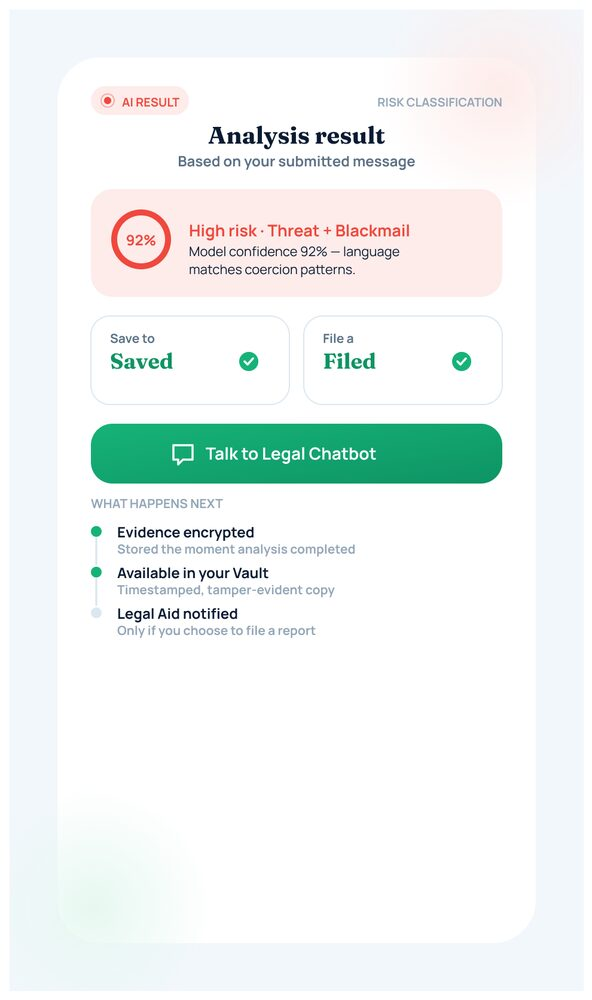 AI RESULT
RISK CLASSIFICATION
Analysis result
Based on your submitted message
92%
High risk · Threat + Blackmail
Model confidence 92% — language
matches coercion patterns.
Save to
Saved
File a
Filed
Talk to Legal Chatbot
WHAT HAPPENS NEXT
Evidence encrypted
Stored the moment analysis completed
Available in your Vault
Timestamped, tamper-evident copy
Legal Aid notified
Only if you choose to file a report